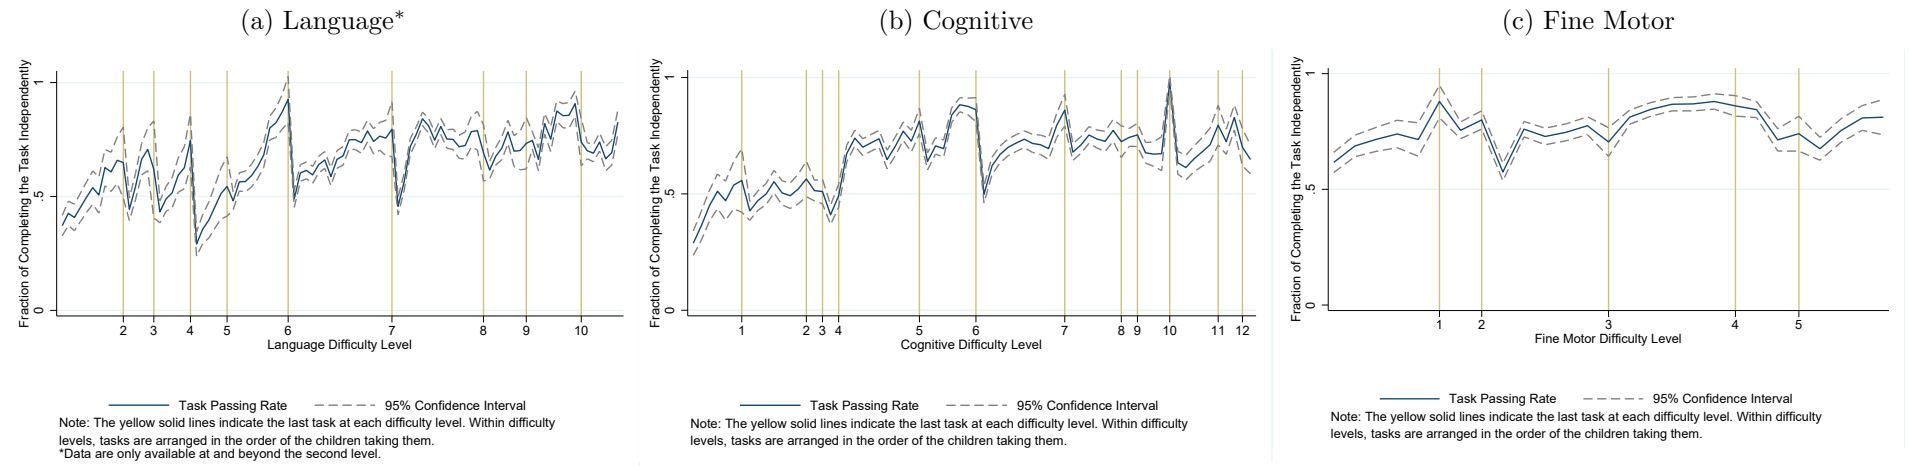 (a) Language*
Fraction of Completing the Task Independently
1
.5
0
2 3 4 5 6 7 8 9 10
Language Difficulty Level
Task Passing Rate 95% Confidence Interval
Note: The yellow solid lines indicate the last task at each difficulty level. Within difficulty
levels, tasks are arranged in the order of the children taking them.
*Data are only available at and beyond the second level.
(b) Cognitive
Fraction of Completing the Task Independently
1
.5
0
1 2 3 4 5 6 7 8 9 10 11 12
Cognitive Difficulty Level
Task Passing Rate 95% Confidence Interval
Note: The yellow solid lines indicate the last task at each difficulty level. Within difficulty
levels, tasks are arranged in the order of the children taking them.
(c) Fine Motor
Fraction of Completing the Task Independently
1
.5
0
1 2 3 4 5
Fine Motor Difficulty Level
Task Passing Rate 95% Confidence Interval
Note: The yellow solid lines indicate the last task at each difficulty level. Within difficulty
levels, tasks are arranged in the order of the children taking them.